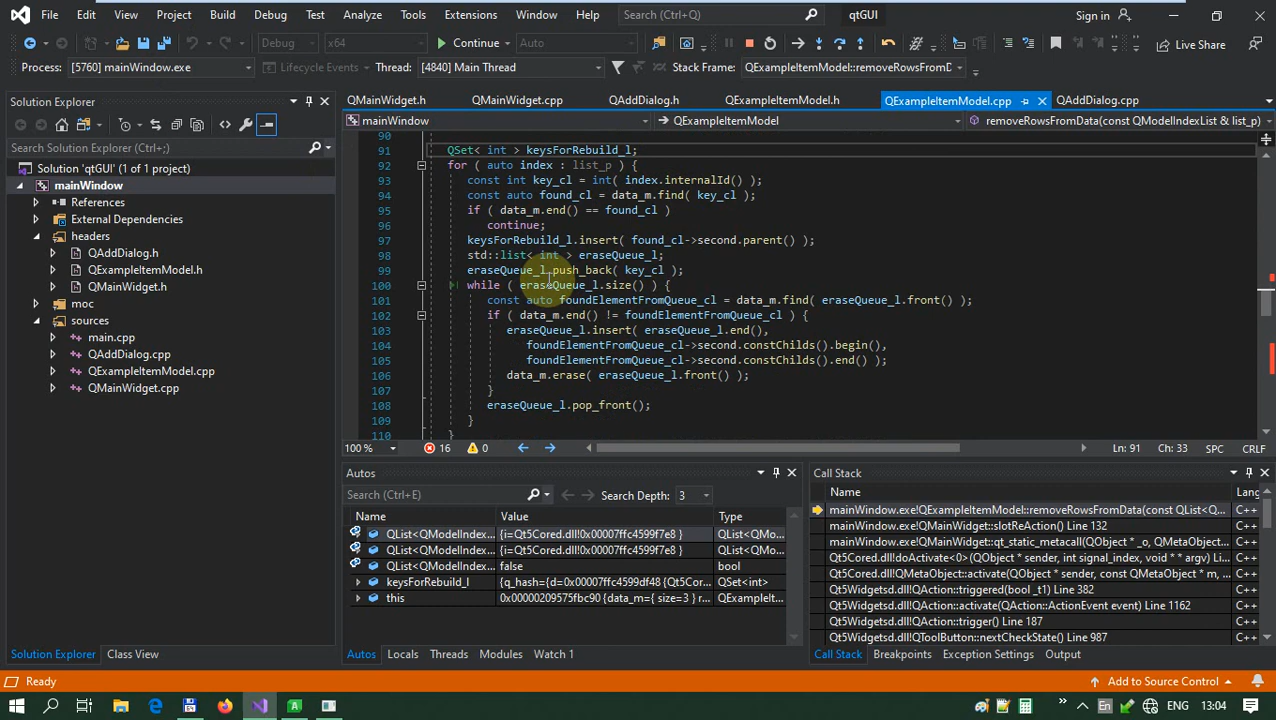 File Edit View Project Build Debug Test Analyze Tools Extensions Window Help Search (Ctrl+Q) qtGUI Sign in
Debug x64 Continue Auto Live Share
Process: [5760] mainWindow.exe Lifecycle Events Thread: [4840] Main Thread Stack Frame: QExampleItemModel::removeRowsFromD
Solution Explorer
QMainWidget.h QMainWidget.cpp QAddDialog.h QExampleItemModel.h QExampleItemModel.cpp QAddDialog.cpp
mainWindow QExampleItemModel removeRowsFromData(const QModelIndexList & list_p)
Search Solution Explorer (Ctrl+;)
Solution 'qtGUI' (1 of 1 project)
mainWindow
References
External Dependencies
headers
QAddDialog.h
QExampleItemModel.h
QMainWidget.h
moc
sources
main.cpp
QAddDialog.cpp
QExampleItemModel.cpp
QMainWidget.cpp
Solution Explorer Class View
90
91 QSet< int > keysForRebuild_l;
92 for ( auto index : list_p ) {
93 const int key_cl = int( index.internalId() );
94 const auto found_cl = data_m.find( key_cl );
95 if ( data_m.end() == found_cl )
96 continue;
97 keysForRebuild_l.insert( found_cl->second.parent() );
98 std::list< int > eraseQueue_l;
99 eraseQueue_l.push_back( key_cl );
100 while ( eraseQueue_l.size() ) {
101 const auto foundElementFromQueue_cl = data_m.find( eraseQueue_l.front() );
102 if ( data_m.end() != foundElementFromQueue_cl ) {
103 eraseQueue_l.insert( eraseQueue_l.end(),
104 foundElementFromQueue_cl->second.constChilds().begin(),
105 foundElementFromQueue_cl->second.constChilds().end() );
106 data_m.erase( eraseQueue_l.front() );
107 }
108 eraseQueue_l.pop_front();
109 }
110 }
100 % 16 0 Ln: 91 Ch: 33 SPC CRLF
Autos
Search (Ctrl+E) Search Depth: 3
Name Value Type
QList<QModelIndex... {i=Qt5Cored.dll!0x00007ffc4599f7e8 } QList<QMo...
QList<QModelIndex... {i=Qt5Cored.dll!0x00007ffc4599f7e8 } QList<QMo...
QList<QModelIndex... false bool
keysForRebuild_l {q_hash={d=0x00007ffc4599df48 {Qt5Cor... QSet<int>
this 0x00000209575fbc90 {data_m={ size=3 } r... QExampleIt...
Autos Locals Threads Modules Watch 1
Call Stack
Name Lang
mainWindow.exe!QExampleItemModel::removeRowsFromData(const QList<Q... C++
mainWindow.exe!QMainWidget::slotReAction() Line 132 C++
mainWindow.exe!QMainWidget::qt_static_metacall(QObject * _o, QMetaObject... C++
Qt5Cored.dll!doActivate<0>(QObject * sender, int signal_index, void * * argv) L... C++
Qt5Cored.dll!QMetaObject::activate(QObject * sender, const QMetaObject * m, ... C++
Qt5Widgetsd.dll!QAction::triggered(bool _t1) Line 382 C++
Qt5Widgetsd.dll!QAction::activate(QAction::ActionEvent event) Line 1162 C++
Qt5Widgetsd.dll!QAction::trigger() Line 187 C++
Qt5Widgetsd.dll!QToolButton::nextCheckState() Line 987 C++
Call Stack Breakpoints Exception Settings Output
Ready Add to Source Control
En ENG 13:04